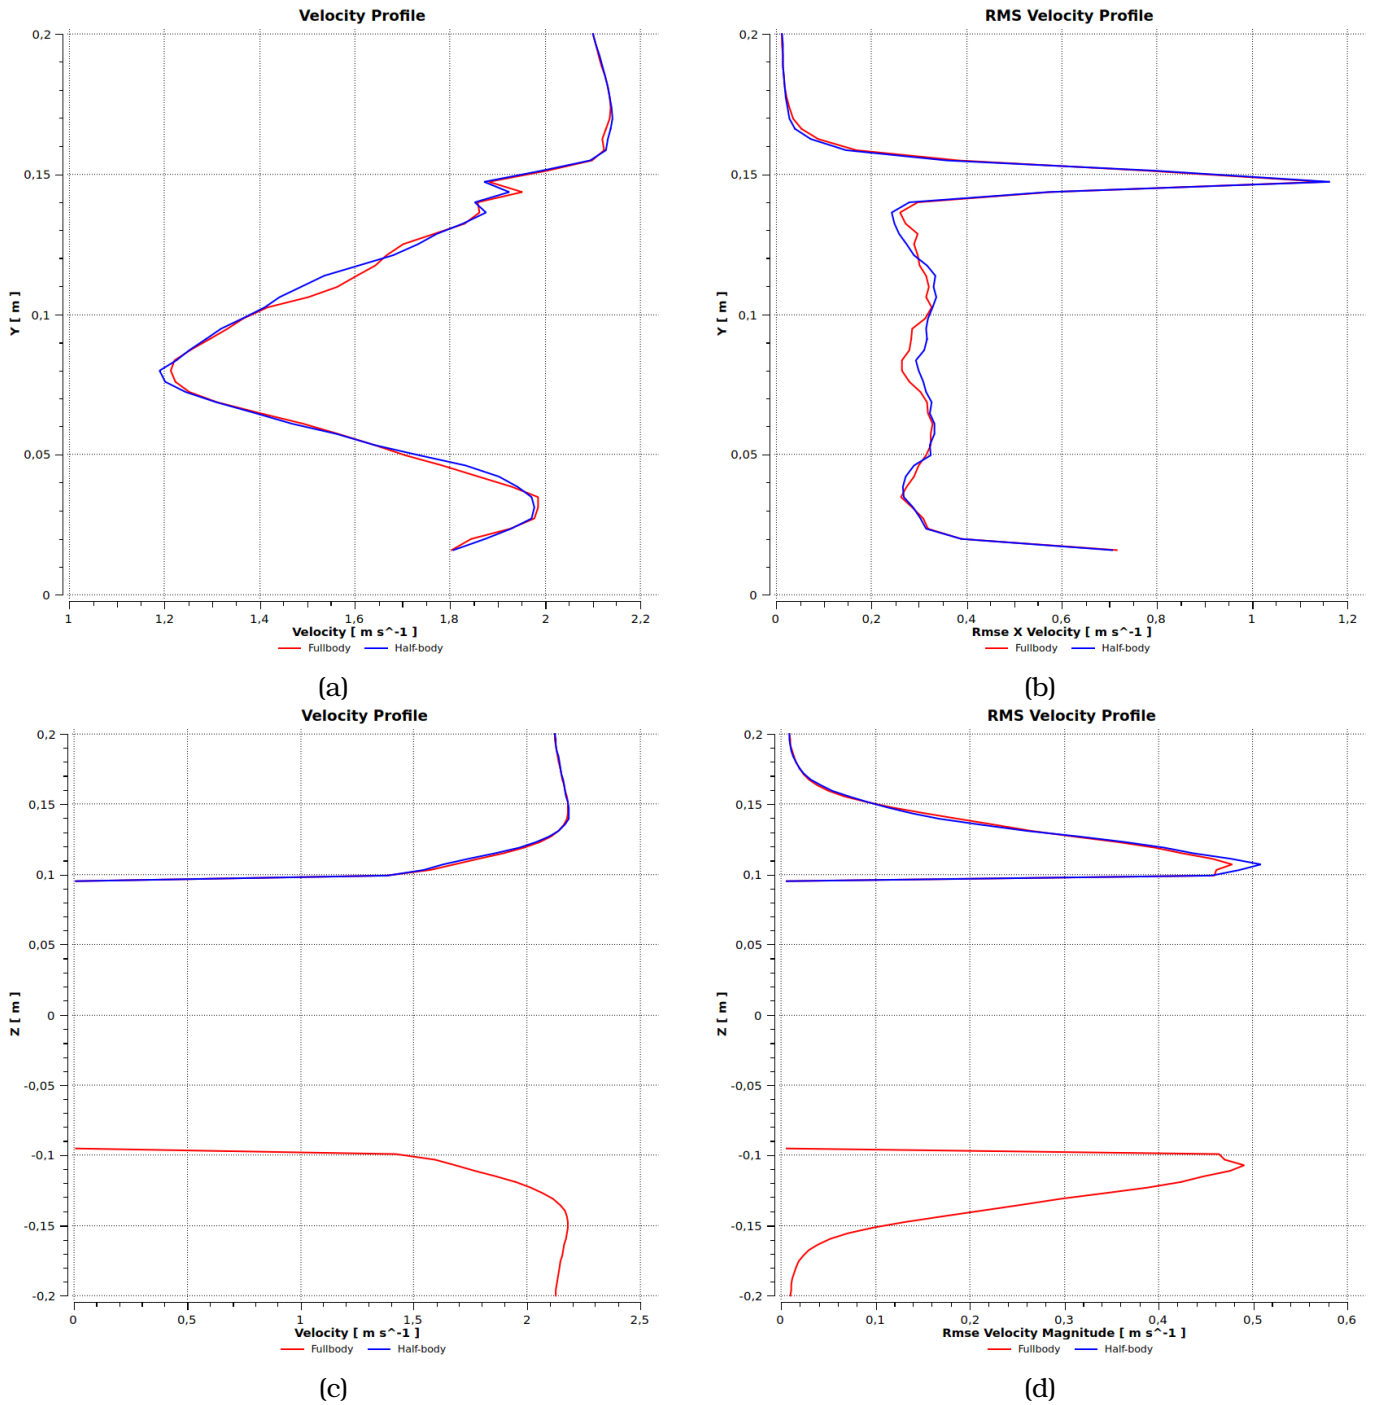 Velocity Profile
0,2
0,15
0,1
0,05
0
Y [ m ]
1 1,2 1,4 1,6 1,8 2 2,2
Velocity [ m s^-1 ]
Fullbody Half-body
(a)
RMS Velocity Profile
0,2
0,15
0,1
0,05
0
Y [ m ]
0 0,2 0,4 0,6 0,8 1 1,2
Rmse X Velocity [ m s^-1 ]
Fullbody Half-body
(b)
Velocity Profile
0,2
0,15
0,1
0,05
0
-0,05
-0,1
-0,15
-0,2
Z [ m ]
0 0,5 1 1,5 2 2,5
Velocity [ m s^-1 ]
Fullbody Half-body
(c)
RMS Velocity Profile
0,2
0,15
0,1
0,05
0
-0,05
-0,1
-0,15
-0,2
Z [ m ]
0 0,1 0,2 0,3 0,4 0,5 0,6
Rmse Velocity Magnitude [ m s^-1 ]
Fullbody Half-body
(d)